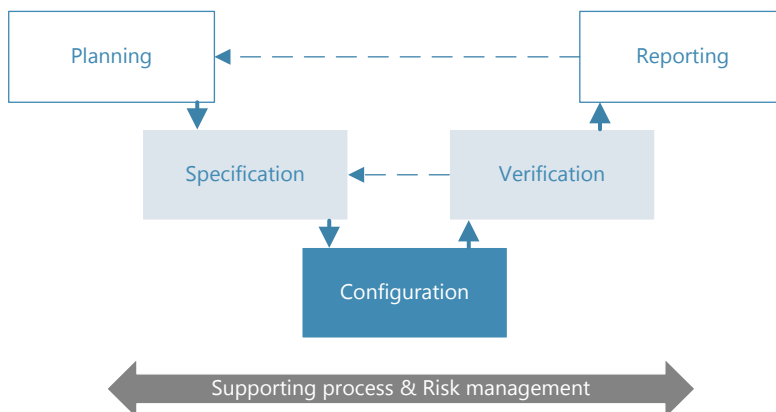 Planning
Reporting
Specification
Verification
Configuration
Supporting process & Risk management